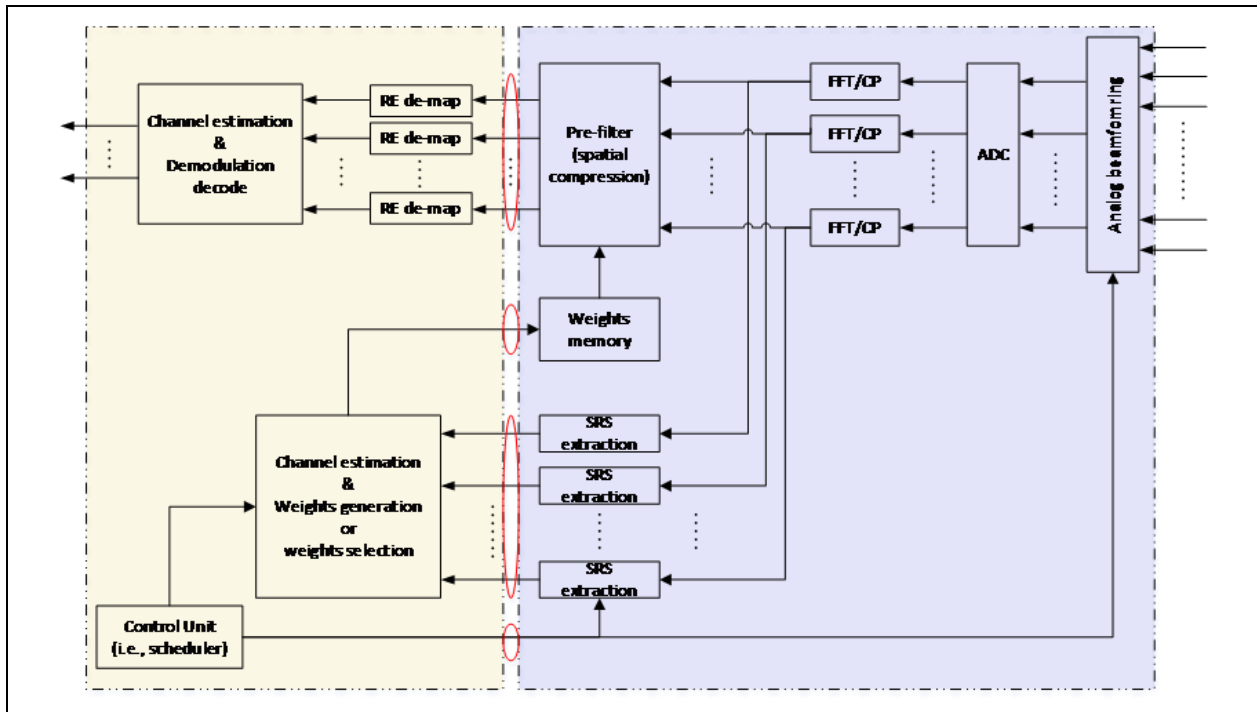 Channel estimation
&
Demodulation
decode
RE de-map
RE de-map
RE de-map
Pre-filter
(spatial
compression)
FFT/CP
FFT/CP
FFT/CP
ADC
Analog beamfomring
Weights
memory
Channel estimation
&
Weights generation
or
weights selection
SRS
extraction
SRS
extraction
SRS
extraction
Control Unit
(i.e., scheduler)